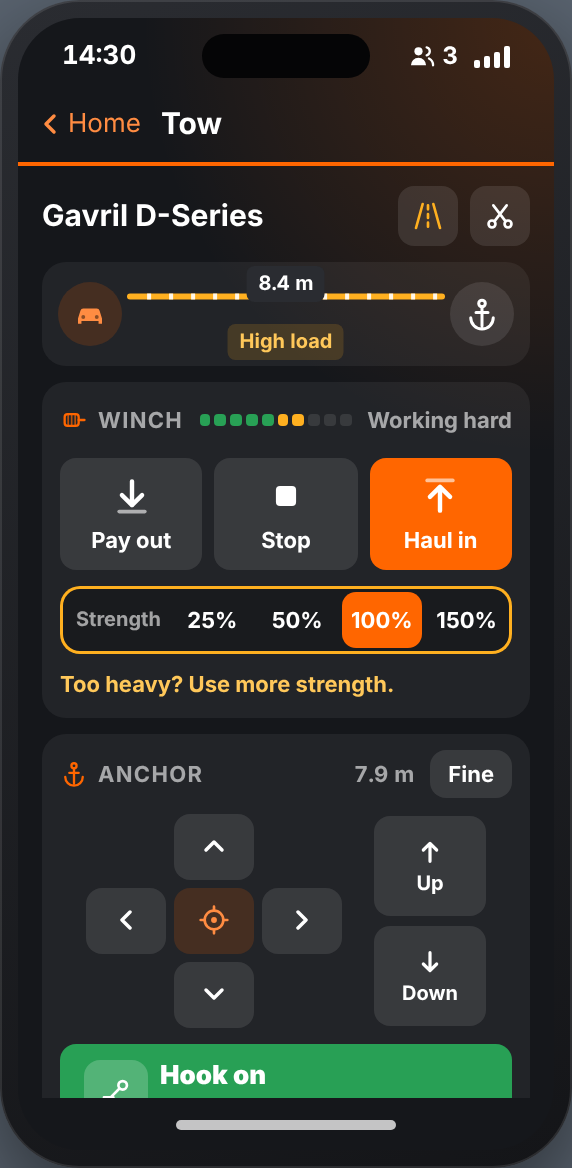 14:30
3
Home
Tow
Gavril D-Series
8.4 m
High load
WINCH
Working hard
Pay out
Stop
Haul in
Strength
25%
50%
100%
150%
Too heavy? Use more strength.
ANCHOR
7.9 m
Fine
Up
Down
Hook on